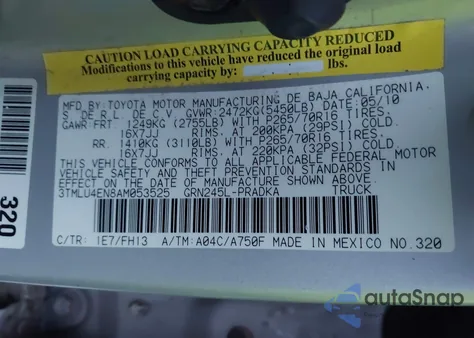 CAUTION LOAD CARRYING CAPACITY REDUCED
Modifications to this vehicle have reduced the original load
carrying capacity by: lbs.
MFD.BY:TOYOTA MOTOR MANUFACTURING DE BAJA CALIFORNIA,
S. DE R.L. DE C.V. GVWR:2472KG(5450LB) DATE:05/10
GAWR FRT 1249KG (2755LB) WITH P265/70R16 TIRES,
16X7JJ RIMS, AT 200KPA (29PSI) COLD
RR. 1410KG (3110LB) WITH P265/70R16 TIRES,
16X7JJ RIMS, AT 220KPA (32PSI) COLD
THIS VEHICLE CONFORMS TO ALL APPLICABLE FEDERAL MOTOR
VEHICLE SAFETY STANDARDS IN EFFECT ON THE
DATE OF MANUFACTURE SHOWN ABOVE.
3TMLU4EN8AM053525 GRN245L-PRADKA TRUCK
C/TR: 1E7/FH13 A/TM:A04C/A750F MADE IN MEXICO NO.320
320
autoSnap